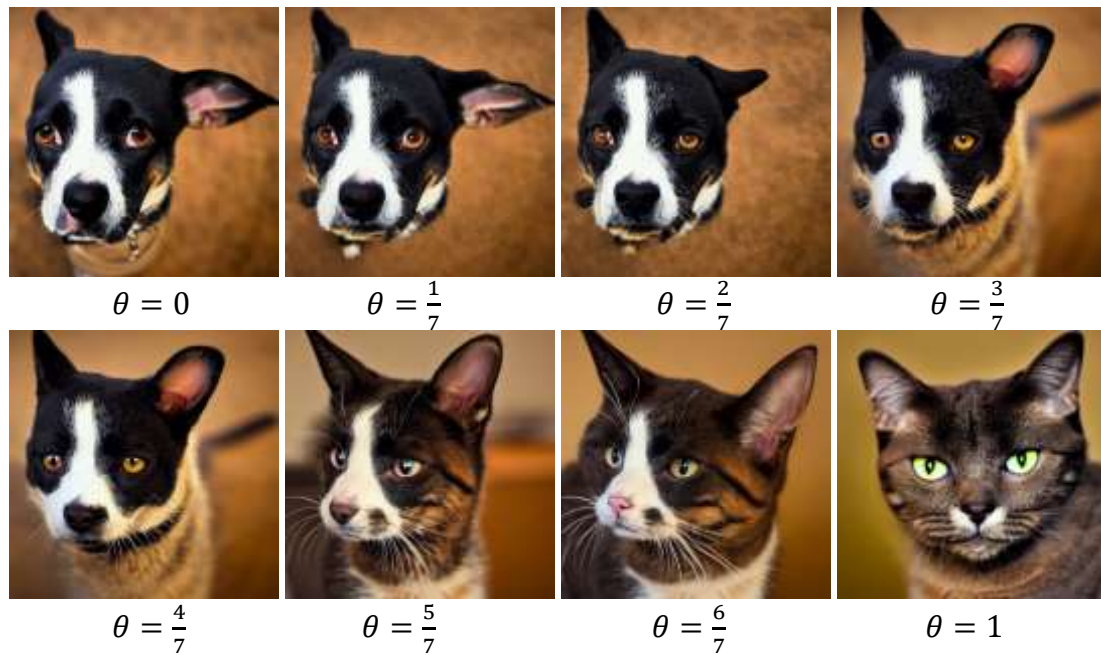 θ = 0
θ = 1/7
θ = 2/7
θ = 3/7
θ = 4/7
θ = 5/7
θ = 6/7
θ = 1